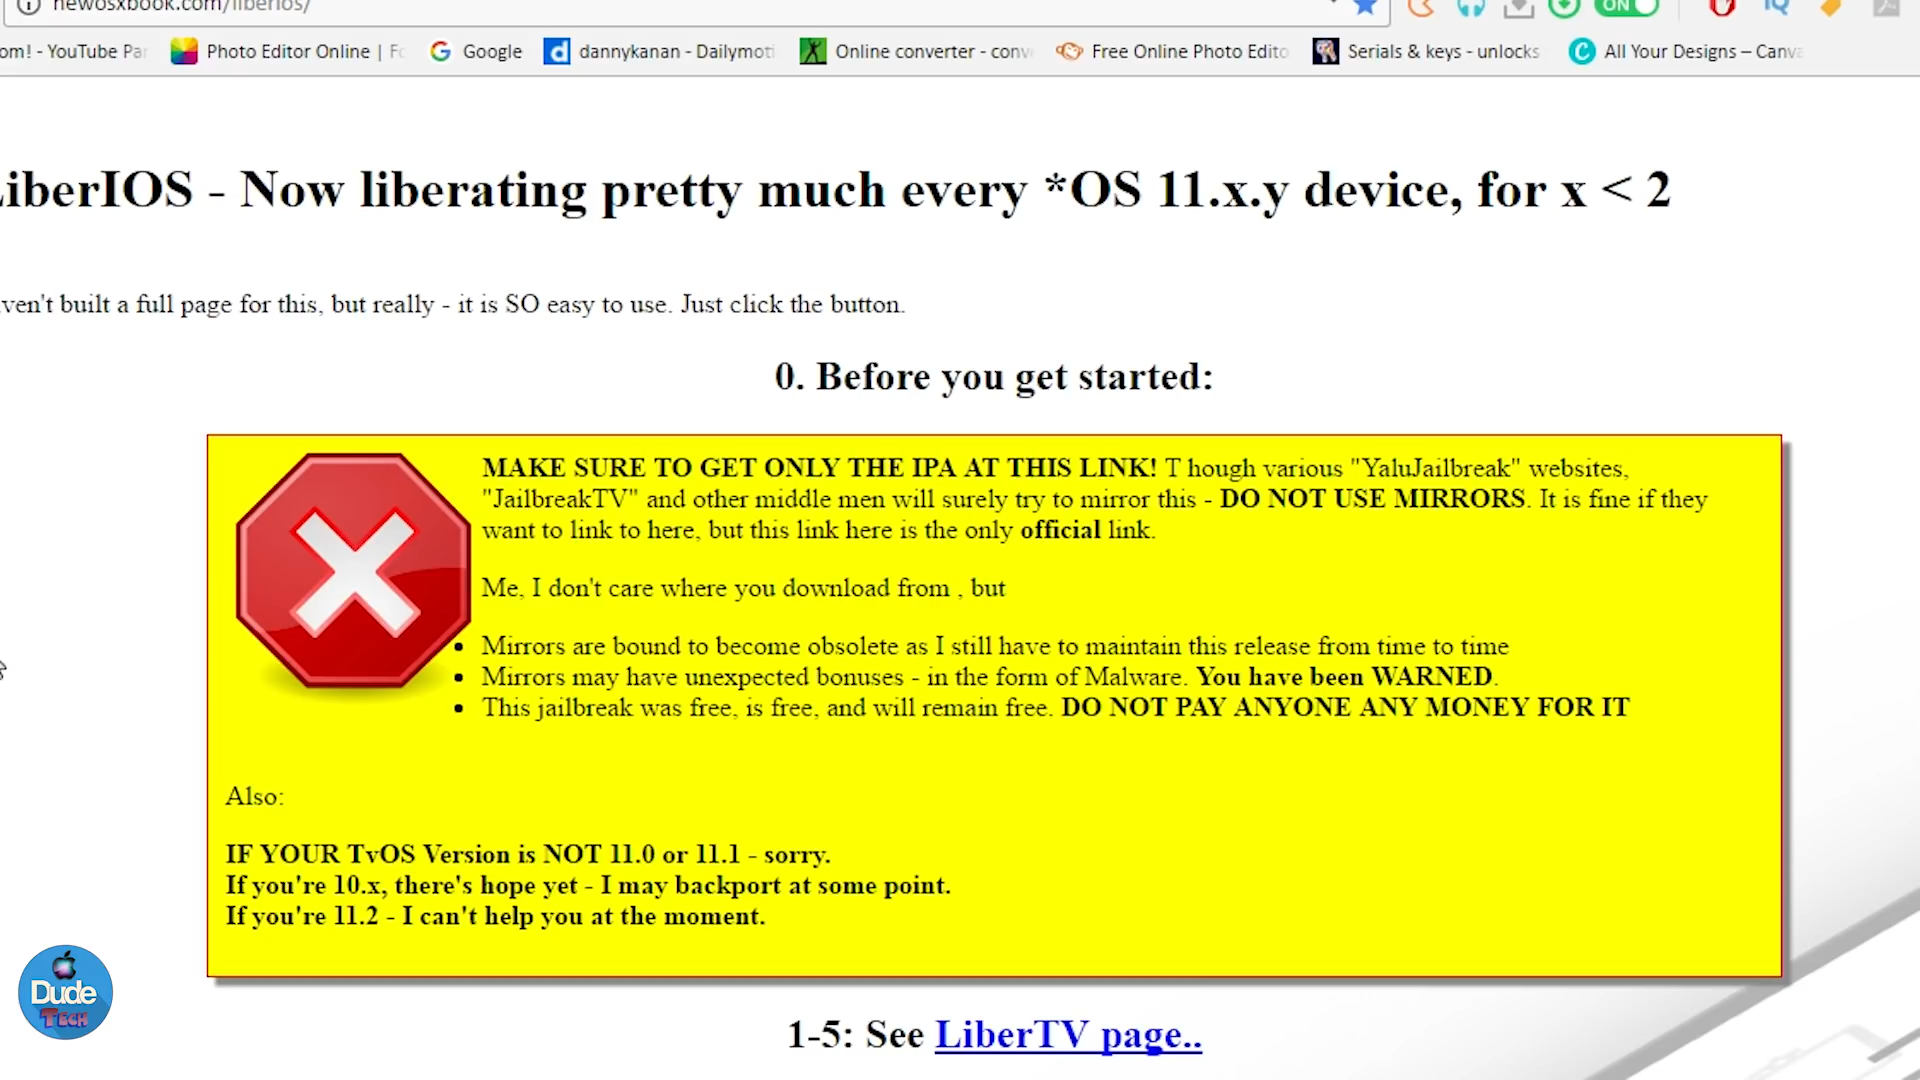 newosxbook.com/liberios/
om! - YouTube Par Photo Editor Online | Fo Google dannykanan - Dailymoti Online converter - conv Free Online Photo Edito Serials & keys - unlocks All Your Designs – Canva
ON
LiberIOS - Now liberating pretty much every *OS 11.x.y device, for x < 2
ven't built a full page for this, but really - it is SO easy to use. Just click the button.
0. Before you get started:
MAKE SURE TO GET ONLY THE IPA AT THIS LINK! T hough various "YaluJailbreak" websites,
"JailbreakTV" and other middle men will surely try to mirror this - DO NOT USE MIRRORS. It is fine if they
want to link to here, but this link here is the only official link.
Me, I don't care where you download from , but
Mirrors are bound to become obsolete as I still have to maintain this release from time to time
Mirrors may have unexpected bonuses - in the form of Malware. You have been WARNED.
This jailbreak was free, is free, and will remain free. DO NOT PAY ANYONE ANY MONEY FOR IT
Also:
IF YOUR TvOS Version is NOT 11.0 or 11.1 - sorry.
If you're 10.x, there's hope yet - I may backport at some point.
If you're 11.2 - I can't help you at the moment.
Dude
TECH
1-5: See LiberTV page..